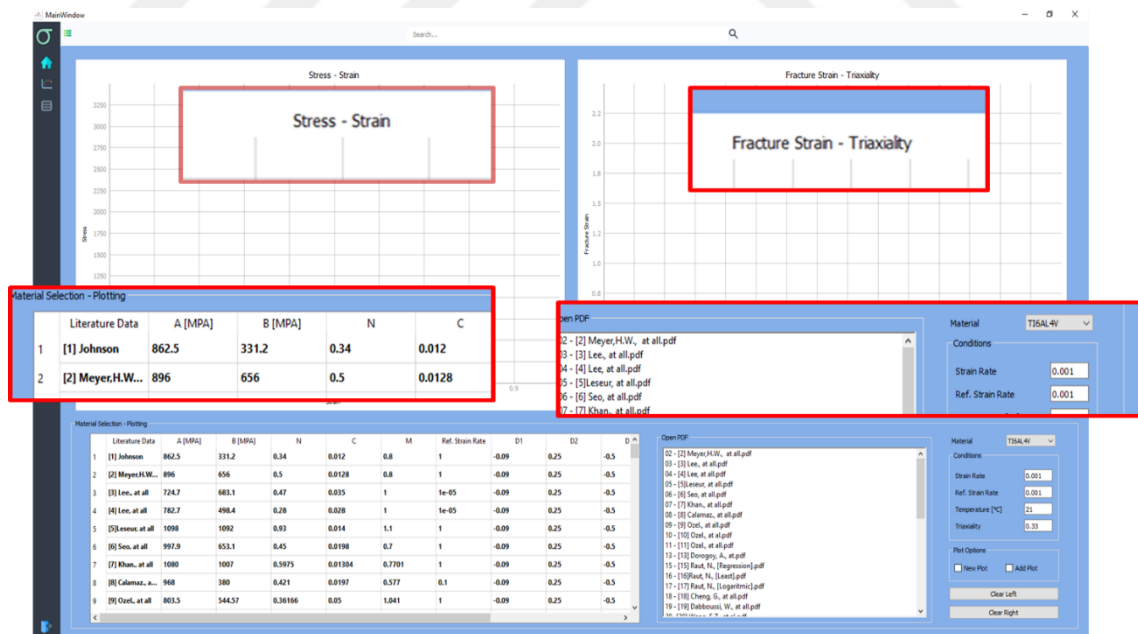 MainWindow
σ
Search...
Stress - Strain
Stress - Strain
3250
3000
2750
2500
2250
2000
1750
1500
1250
Stress
0.9
Fracture Strain - Triaxiality
Fracture Strain - Triaxiality
2.2
2.0
1.8
1.5
1.2
1.0
0.8
Fracture Strain
Material Selection - Plotting
Literature Data A [MPA] B [MPA] N C
1 [1] Johnson 862.5 331.2 0.34 0.012
2 [2] Meyer,H.W... 896 656 0.5 0.0128
Open PDF
02 - [2] Meyer,H.W., at all.pdf
03 - [3] Lee., at all.pdf
04 - [4] Lee, at all.pdf
05 - [5]Leseur, at all.pdf
06 - [6] Seo, at all.pdf
07 - [7] Khan., at all.pdf
Material TI6AL4V
Conditions
Strain Rate 0.001
Ref. Strain Rate 0.001
Material Selection - Plotting
Literature Data A [MPA] B [MPA] N C M Ref. Strain Rate D1 D2 D
1 [1] Johnson 862.5 331.2 0.34 0.012 0.8 1 -0.09 0.25 -0.5
2 [2] Meyer,H.W... 896 656 0.5 0.0128 0.8 1 -0.09 0.25 -0.5
3 [3] Lee., at all 724.7 683.1 0.47 0.035 1 1e-05 -0.09 0.25 -0.5
4 [4] Lee, at all 782.7 498.4 0.28 0.028 1 1e-05 -0.09 0.25 -0.5
5 [5]Leseur, at all 1098 1092 0.93 0.014 1.1 1 -0.09 0.25 -0.5
6 [6] Seo, at all 997.9 653.1 0.45 0.0198 0.7 1 -0.09 0.25 -0.5
7 [7] Khan., at all 1080 1007 0.5975 0.01304 0.7701 1 -0.09 0.25 -0.5
8 [8] Calamaz., a... 968 380 0.421 0.0197 0.577 0.1 -0.09 0.25 -0.5
9 [9] Ozel., at all 803.5 544.57 0.36166 0.05 1.041 1 -0.09 0.25 -0.5
Open PDF
02 - [2] Meyer,H.W., at all.pdf
03 - [3] Lee., at all.pdf
04 - [4] Lee, at all.pdf
05 - [5]Leseur, at all.pdf
06 - [6] Seo, at all.pdf
07 - [7] Khan., at all.pdf
08 - [8] Calamaz., at all.pdf
09 - [9] Ozel., at all.pdf
10 - [10] Ozel., at all.pdf
11 - [11] Ozel., at all.pdf
13 - [13] Dorogoy, A., at.pdf
15 - [15] Raut, N., [Regression].pdf
16 - [16]Raut, N., [Least].pdf
17 - [17] Raut, N., [Logaritmic].pdf
18 - [18] Cheng, G., at all.pdf
19 - [19] Dabboussi, W., at all.pdf
Material TI6AL4V
Conditions
Strain Rate 0.001
Ref. Strain Rate 0.001
Temperature [°C] 21
Triaxiality 0.33
Plot Options
New Plot Add Plot
Clear Left
Clear Right